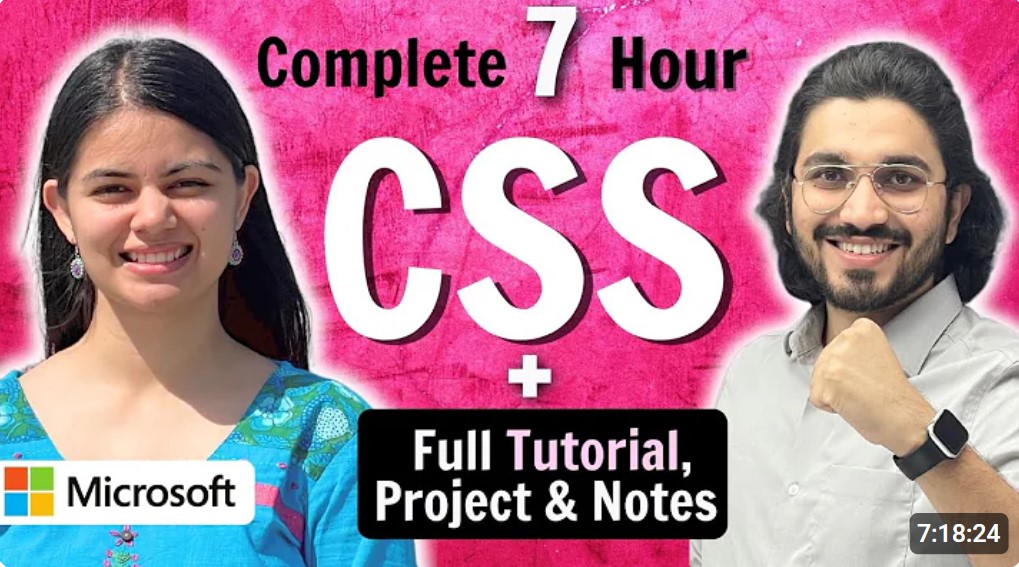 Complete 7 Hour
CSS
+
Full Tutorial,
Project & Notes
Microsoft
7:18:24